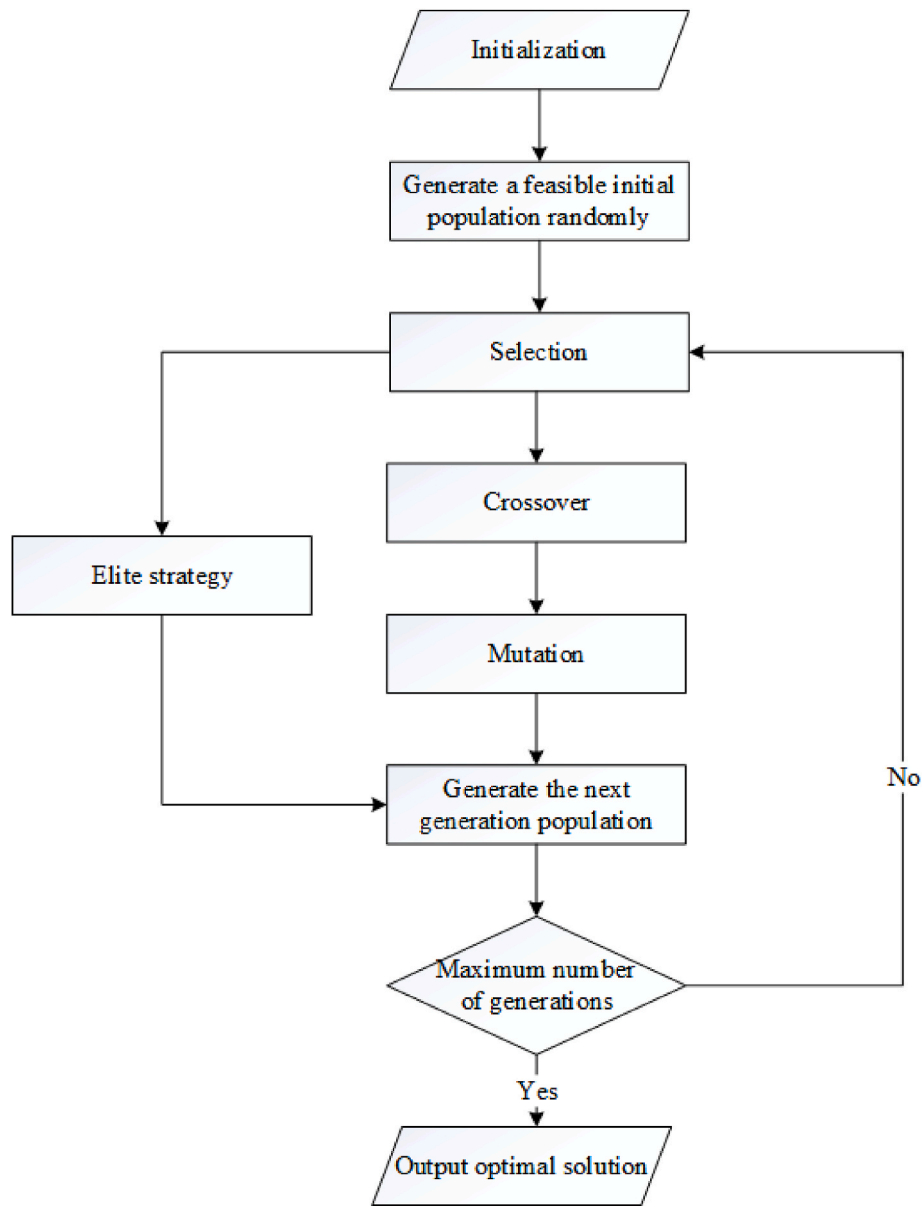 Initialization
Generate a feasible initial
population randomly
Selection
Crossover
Elite strategy
Mutation
Generate the next
generation population
No
Maximum number
of generations
Yes
Output optimal solution